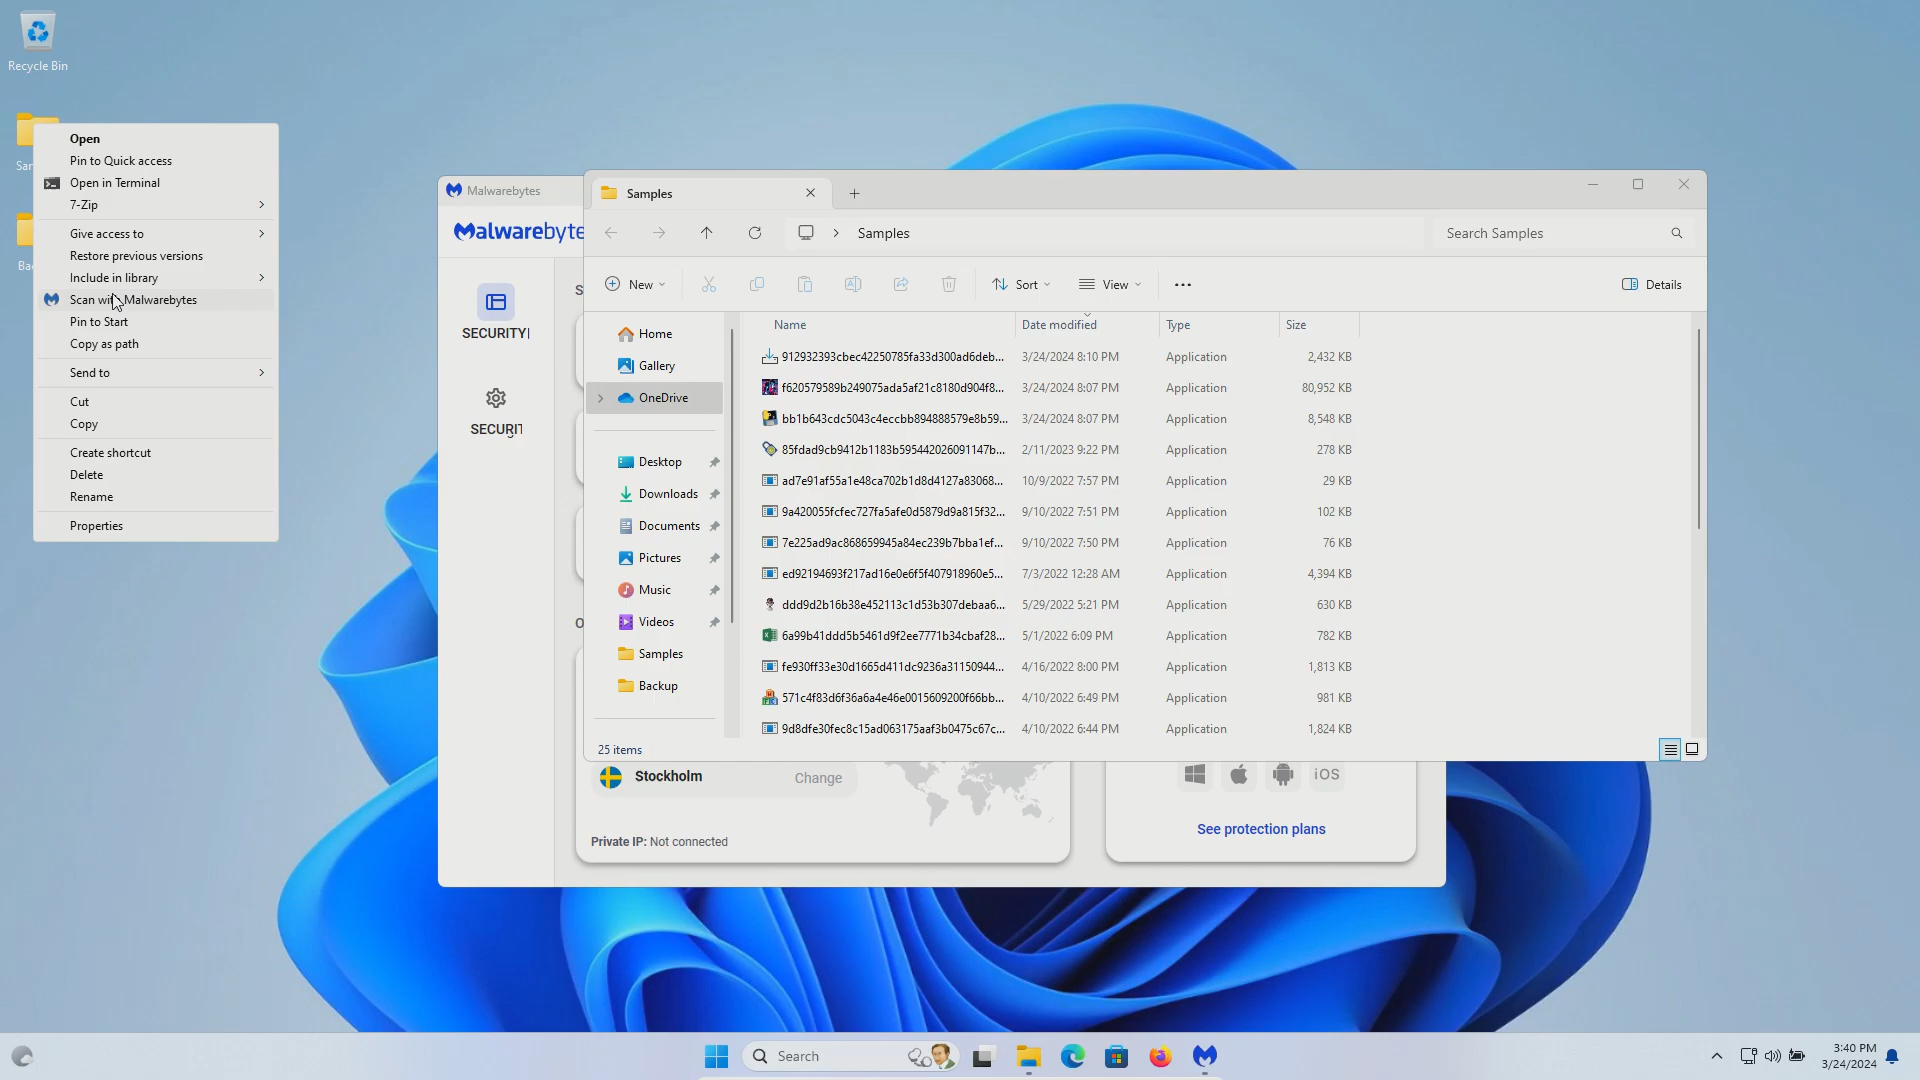 Recycle Bin
Open
Pin to Quick access
Open in Terminal
7-Zip
Give access to
Restore previous versions
Include in library
Scan with Malwarebytes
Pin to Start
Copy as path
Send to
Cut
Copy
Create shortcut
Delete
Rename
Properties
Malwarebytes
Malwarebyte
SECURITY
SECURIT
Samples
Samples
Search Samples
New
Sort
View
Details
Home
Gallery
OneDrive
Desktop
Downloads
Documents
Pictures
Music
Videos
Samples
Backup
Name Date modified Type Size
912932393cbec42250785fa33d300ad6deb... 3/24/2024 8:10 PM Application 2,432 KB
f620579589b249075ada5af21c8180d904f8... 3/24/2024 8:07 PM Application 80,952 KB
bb1b643cdc5043c4eccbb894888579e8b59... 3/24/2024 8:07 PM Application 8,548 KB
85fdad9cb9412b1183b595442026091147b... 2/11/2023 9:22 PM Application 278 KB
ad7e91af55a1e48ca702b1d8d4127a83068... 10/9/2022 7:57 PM Application 29 KB
9a420055fcfec727fa5afe0d5879d9a815f32... 9/10/2022 7:51 PM Application 102 KB
7e225ad9ac868659945a84ec239b7bba1ef... 9/10/2022 7:50 PM Application 76 KB
ed92194693f217ad16e0e6f5f407918960e5... 7/3/2022 12:28 AM Application 4,394 KB
ddd9d2b16b38e452113c1d53b307debaa6... 5/29/2022 5:21 PM Application 630 KB
6a99b41ddd5b5461d9f2ee7771b34cbaf28... 5/1/2022 6:09 PM Application 782 KB
fe930ff33e30d1665d411dc9236a31150944... 4/16/2022 8:00 PM Application 1,813 KB
571c4f83d6f36a6a4e46e0015609200f66bb... 4/10/2022 6:49 PM Application 981 KB
9d8dfe30fec8c15ad063175aaf3b0475c67c... 4/10/2022 6:44 PM Application 1,824 KB
25 items
Stockholm
Change
Private IP: Not connected
iOS
See protection plans
Search
3:40 PM
3/24/2024